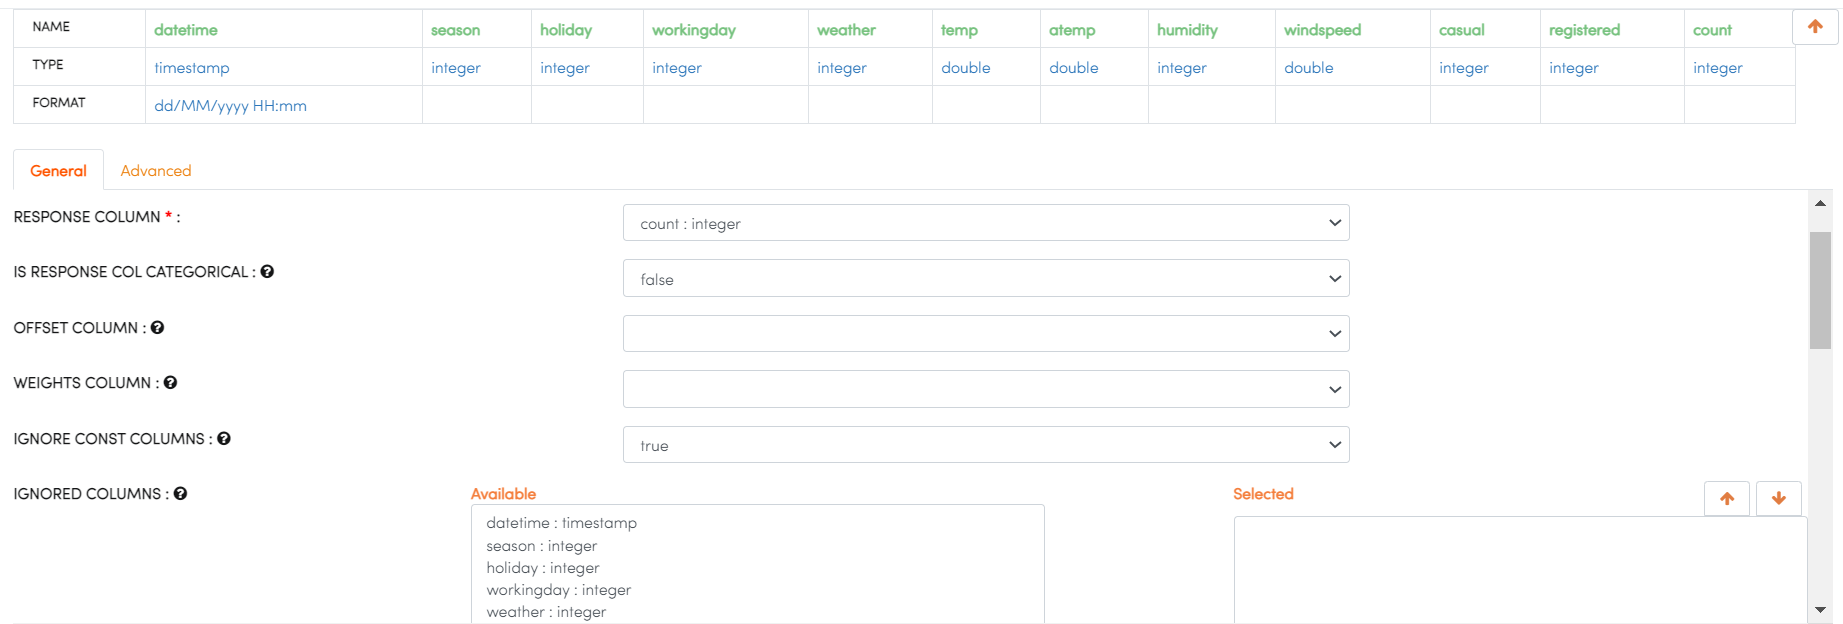 NAME datetime season holiday workingday weather temp atemp humidity windspeed casual registered count
TYPE timestamp integer integer integer integer double double integer double integer integer integer
FORMAT dd/MM/yyyy HH:mm
General Advanced
RESPONSE COLUMN * : count : integer
IS RESPONSE COL CATEGORICAL : ? false
OFFSET COLUMN : ?
WEIGHTS COLUMN : ?
IGNORE CONST COLUMNS : ? true
IGNORED COLUMNS : ? Available Selected
datetime : timestamp
season : integer
holiday : integer
workingday : integer
weather : integer